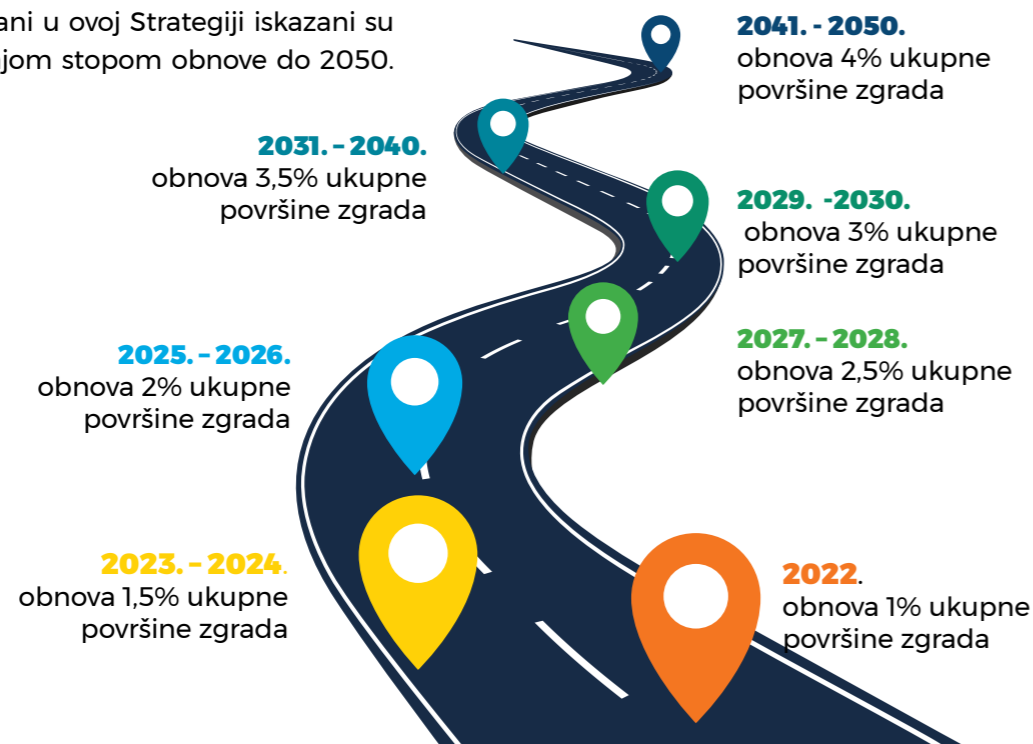 u ovoj Strategiji iskazani su
stopom obnove do 2050.
2041. - 2050.
obnova 4% ukupne
površine zgrada
2031. – 2040.
obnova 3,5% ukupne
površine zgrada
2029. -2030.
obnova 3% ukupne
površine zgrada
2027. – 2028.
obnova 2,5% ukupne
površine zgrada
2025. – 2026.
obnova 2% ukupne
površine zgrada
2023. – 2024.
obnova 1,5% ukupne
površine zgrada
2022.
obnova 1% ukupne
površine zgrada